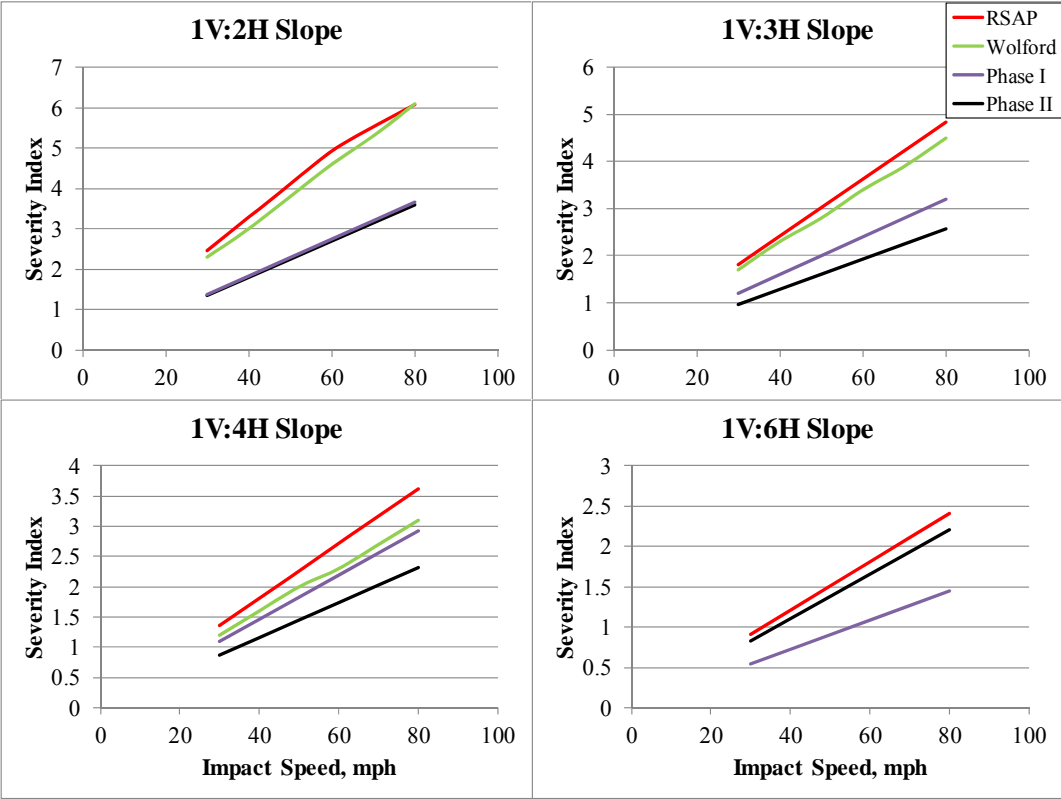 1V:2H Slope
7
6
5
4
3
2
1
0
0 20 40 60 80 100
Severity Index
1V:3H Slope
6
5
4
3
2
1
0
0 20 40 60 80 100
Severity Index
RSAP
Wolford
Phase I
Phase II
1V:4H Slope
4
3.5
3
2.5
2
1.5
1
0.5
0
0 20 40 60 80 100
Severity Index
Impact Speed, mph
1V:6H Slope
3
2.5
2
1.5
1
0.5
0
0 20 40 60 80 100
Severity Index
Impact Speed, mph